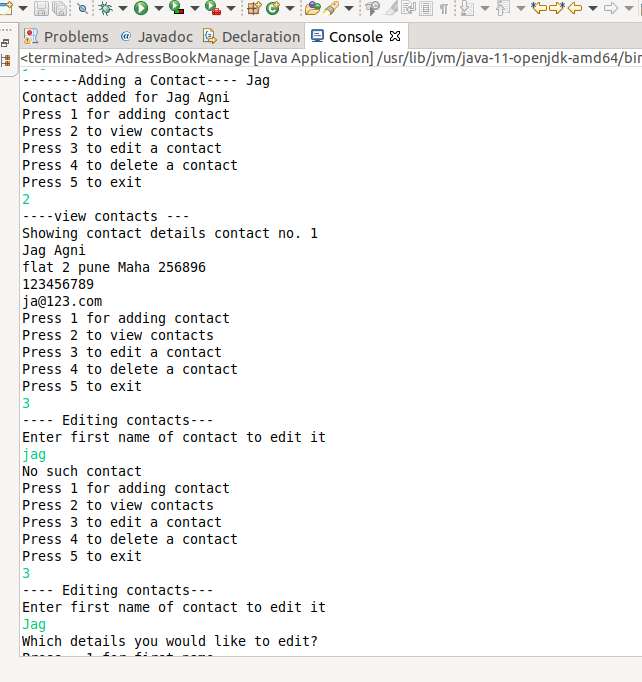 Problems @ Javadoc Declaration Console
<terminated> AdressBookManage [Java Application] /usr/lib/jvm/java-11-openjdk-amd64/bin
-------Adding a Contact---- Jag
Contact added for Jag Agni
Press 1 for adding contact
Press 2 to view contacts
Press 3 to edit a contact
Press 4 to delete a contact
Press 5 to exit
2
----view contacts ---
Showing contact details contact no. 1
Jag Agni
flat 2 pune Maha 256896
123456789
ja@123.com
Press 1 for adding contact
Press 2 to view contacts
Press 3 to edit a contact
Press 4 to delete a contact
Press 5 to exit
3
---- Editing contacts---
Enter first name of contact to edit it
jag
No such contact
Press 1 for adding contact
Press 2 to view contacts
Press 3 to edit a contact
Press 4 to delete a contact
Press 5 to exit
3
---- Editing contacts---
Enter first name of contact to edit it
Jag
Which details you would like to edit?